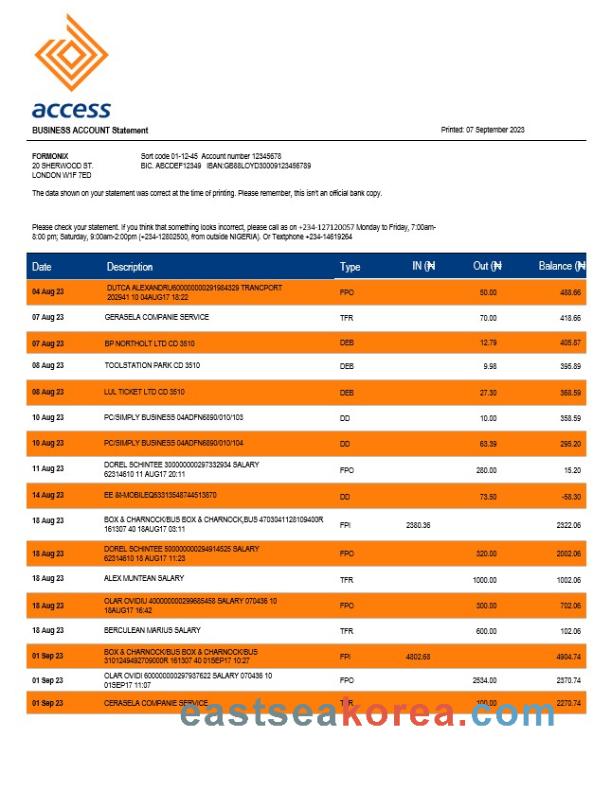 access
BUSINESS ACCOUNT Statement Printed: 07 September 2023
FORMONIX Sort code 01-12-45 Account number 12345678
20 SHERWOOD ST. BIC. ABCDEF12349 IBAN:GB88LOYD30009123456789
LONDON W1F 7ED
The data shown on your statement was correct at the time of printing. Please remember, this isn't an official bank copy.
Please check your statement. If you think that something looks incorrect, please call as on +234-127120057 Monday to Friday, 7:00am-
8:00 pm; Saturday, 9:00am-2:00pm (+234-12802500, from outside NIGERIA). Or Textphone +234-14619264
Date Description Type IN (₦ Out (₦ Balance (₦
04 Aug 23 DUTCA ALEXANDRU600000000291984329 TRANCPORT FPO 50.00 488.66
202941 10 04AUG17 18:22
07 Aug 23 GERASELA COMPANIE SERVICE TFR 70.00 418.66
07 Aug 23 BP NORTHOLT LTD CD 3510 DEB 12.79 405.87
08 Aug 23 TOOLSTATION PARK CD 3510 DEB 9.98 395.89
08 Aug 23 LUL TICKET LTD CD 3510 DEB 27.30 368.59
10 Aug 23 PC/SIMPLY BUSINESS 04ADFN6890/010/103 DD 10.00 358.59
10 Aug 23 PC/SIMPLY BUSINESS 04ADFN6890/010/104 DD 63.39 295.20
11 Aug 23 DOREL SCHINTEE 300000000297332934 SALARY FPO 280.00 15.20
62314610 11 AUG17 20:11
14 Aug 23 EE &I-MOBILEQ63313548744513870 DD 73.50 -58.30
18 Aug 23 BOX & CHARNOCK/BUS BOX & CHARNOCK,BUS 4703041128109400R FPI 2380.36 2322.06
161307 40 18AUG17 03:11
18 Aug 23 DOREL SCHINTEE 500000000294914525 SALARY FPO 320.00 2002.06
62314610 18 AUG17 11:23
18 Aug 23 ALEX MUNTEAN SALARY TFR 1000.00 1002.06
18 Aug 23 OLAR OVIDIU 400000000299685458 SALARY 070436 10 FPO 300.00 702.06
18AUG17 16:42
18 Aug 23 BERCULEAN MARIUS SALARY TFR 600.00 102.06
01 Sep 23 BOX & CHARNOCK/BUS BOX & CHARNOCK/BUS FPI 4802.68 4904.74
3101249492709000R 161307 40 01SEP17 10:27
01 Sep 23 OLAR OVIDI 600000000297937622 SALARY 070436 10 FPO 2534.00 2370.74
01SEP17 11:07
01 Sep 23 CERASELA COMPANIE SERVICE TFR 100.00 2270.74
eastseakorea.com